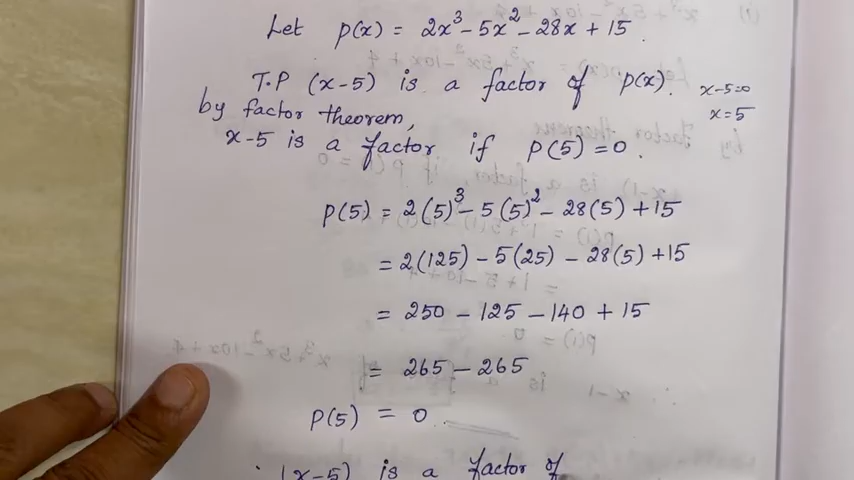 Let p(x) = 2x³ - 5x² - 28x + 15.
T.P (x-5) is a factor of p(x).
x-5=0
x=5
by factor theorem,
x-5 is a factor if p(5) = 0.
p(5) = 2(5)³ - 5(5)² - 28(5) + 15
= 2(125) - 5(25) - 28(5) + 15
= 250 - 125 - 140 + 15
= 265 - 265
p(5) = 0.
(x-5) is a factor of